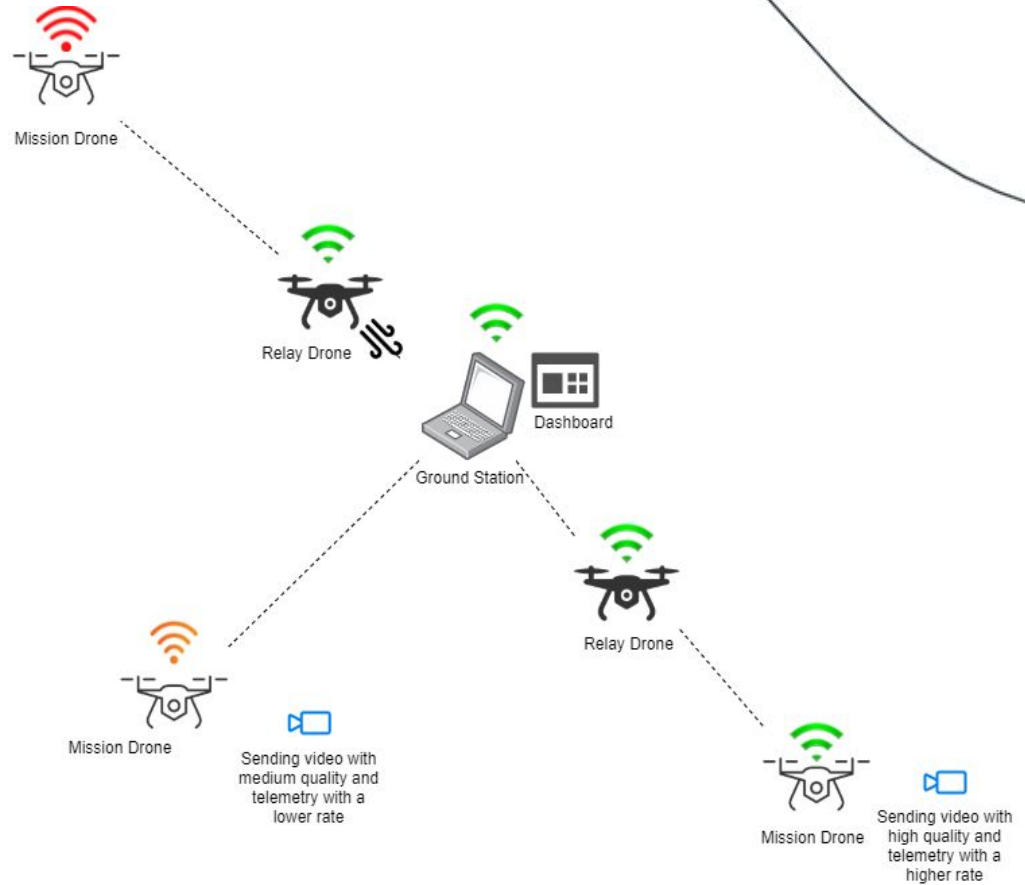 Mission Drone
Relay Drone
Dashboard
Ground Station
Relay Drone
Mission Drone
Sending video with
medium quality and
telemetry with a
lower rate
Mission Drone
Sending video with
high quality and
telemetry with a
higher rate